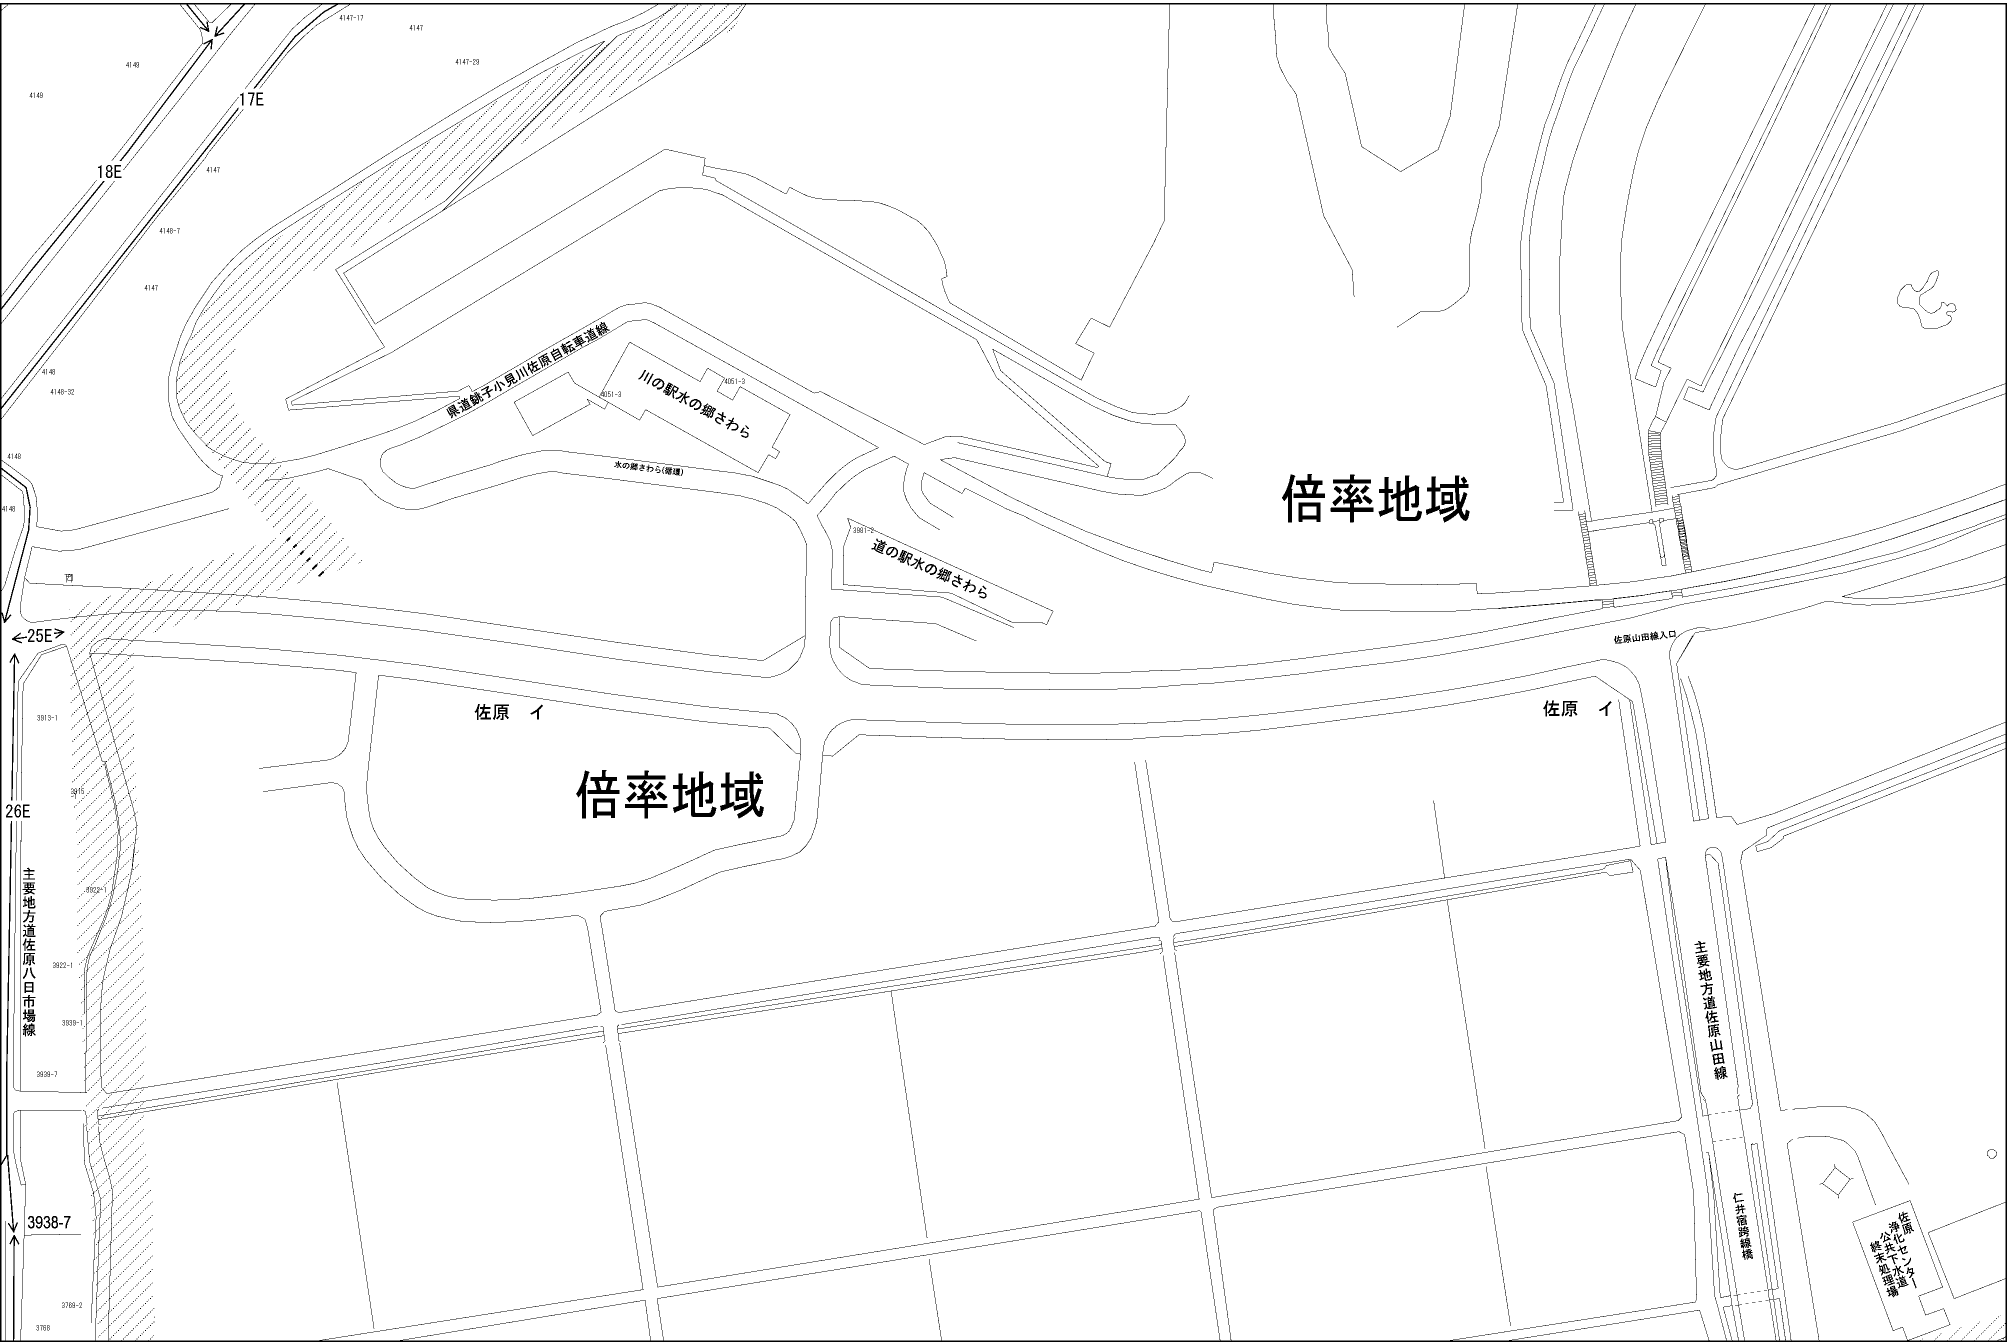 4147-17
4147
4147-29
4149
4149
17E
18E
4147
4148-7
4147
県道銚子小見川佐原自転車道線
4148
4148-32
川の駅水の郷さわら
4051-3
4051-3
4148
水の郷さわら(循環)
倍率地域
4148
3981-2
道の駅水の郷さわら
25E
佐原山田線入口
3913-1
佐原 イ
佐原 イ
倍率地域
3915
26E
主要地方道佐原八日市場線
3922-1
3922-1
主要地方道佐原山田線
3939-1
3939-7
仁井宿跨線橋
3938-7
佐原
浄化センター
公共下水道
終末処理場
3769-2
3768